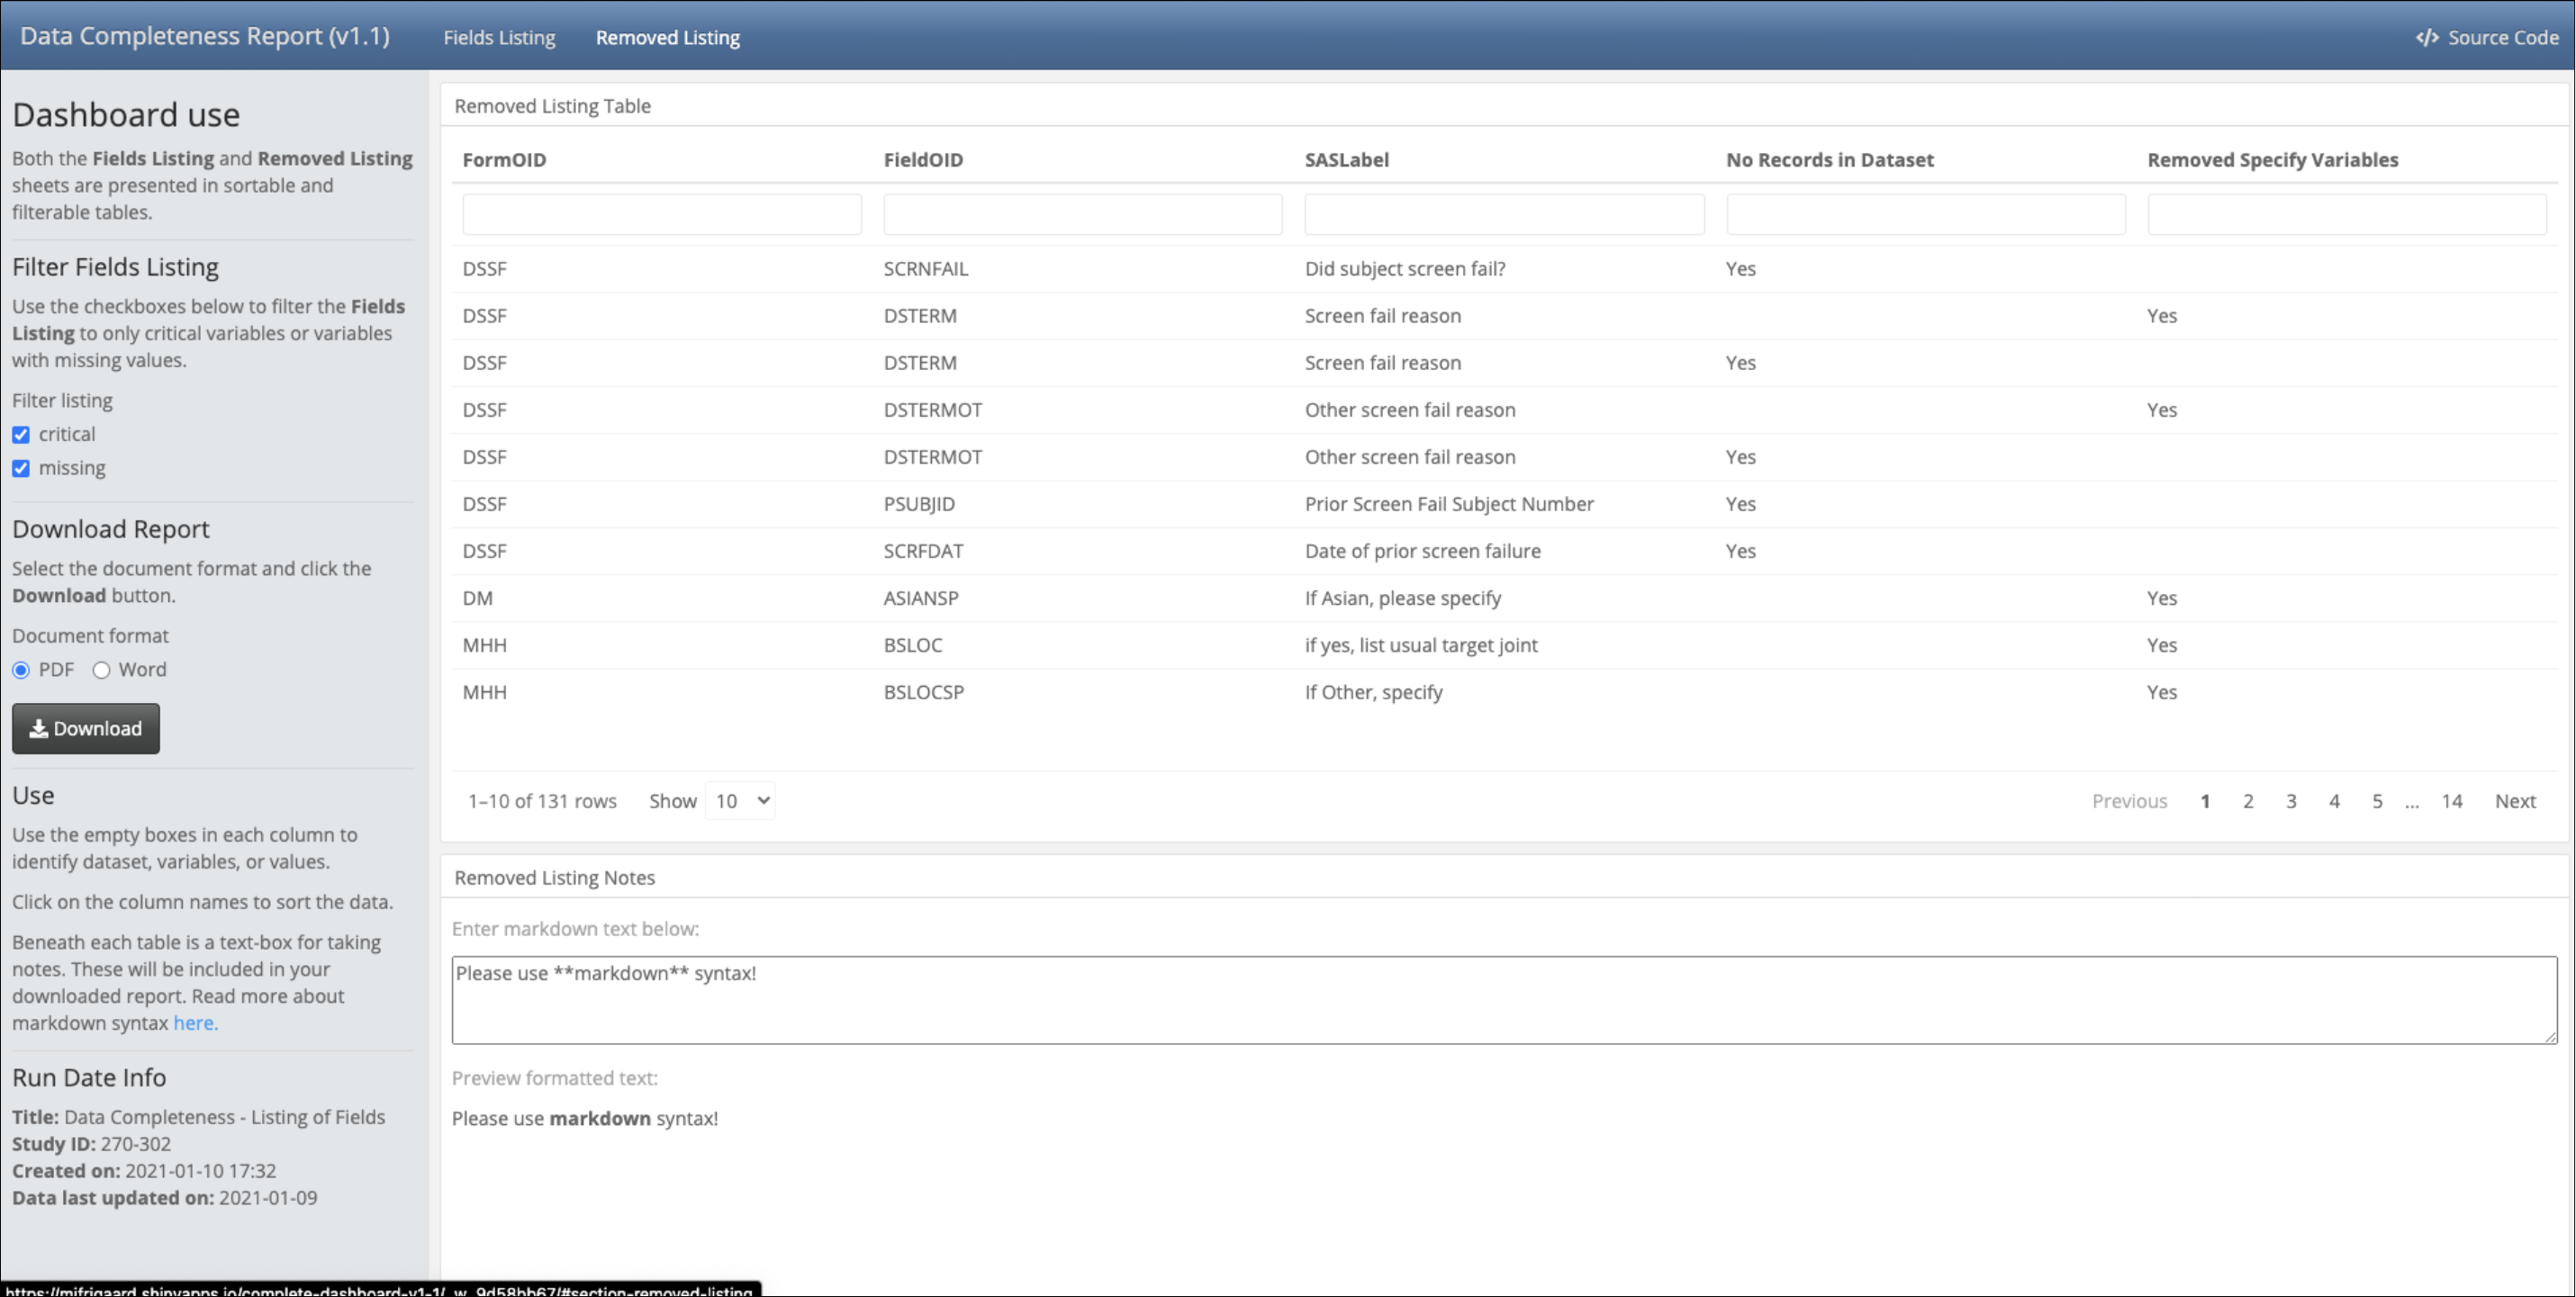 Data Completeness Report (v1.1)
Fields Listing
Removed Listing
</> Source Code
Dashboard use
Both the Fields Listing and Removed Listing
sheets are presented in sortable and
filterable tables.
Filter Fields Listing
Use the checkboxes below to filter the Fields
Listing to only critical variables or variables
with missing values.
Filter listing
critical
missing
Download Report
Select the document format and click the
Download button.
Document format
PDF Word
Download
Use
Use the empty boxes in each column to
identify dataset, variables, or values.
Click on the column names to sort the data.
Beneath each table is a text-box for taking
notes. These will be included in your
downloaded report. Read more about
markdown syntax here.
Run Date Info
Title: Data Completeness - Listing of Fields
Study ID: 270-302
Created on: 2021-01-10 17:32
Data last updated on: 2021-01-09
Removed Listing Table
FormOID FieldOID SASLabel No Records in Dataset Removed Specify Variables
DSSF SCRNFAIL Did subject screen fail? Yes
DSSF DSTERM Screen fail reason Yes
DSSF DSTERM Screen fail reason Yes
DSSF DSTERMOT Other screen fail reason Yes
DSSF DSTERMOT Other screen fail reason Yes
DSSF PSUBJID Prior Screen Fail Subject Number Yes
DSSF SCRFDAT Date of prior screen failure Yes
DM ASIANSP If Asian, please specify Yes
MHH BSLOC if yes, list usual target joint Yes
MHH BSLOCSP If Other, specify Yes
1–10 of 131 rows Show 10 Previous 1 2 3 4 5 ... 14 Next
Removed Listing Notes
Enter markdown text below:
Please use **markdown** syntax!
Preview formatted text:
Please use markdown syntax!
https://mifrigaard.shinyapps.io/complete-dashboard-v1-1/_w_9d58bb67/#section-removed-listing